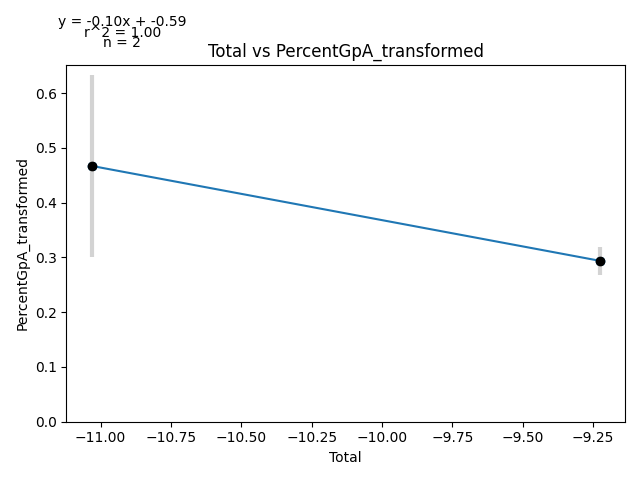 y = -0.10x + -0.59
r^2 = 1.00
n = 2
Total vs PercentGpA_transformed
PercentGpA_transformed
0.6
0.5
0.4
0.3
0.2
0.1
0.0
−11.00 −10.75 −10.50 −10.25 −10.00 −9.75 −9.50 −9.25
Total